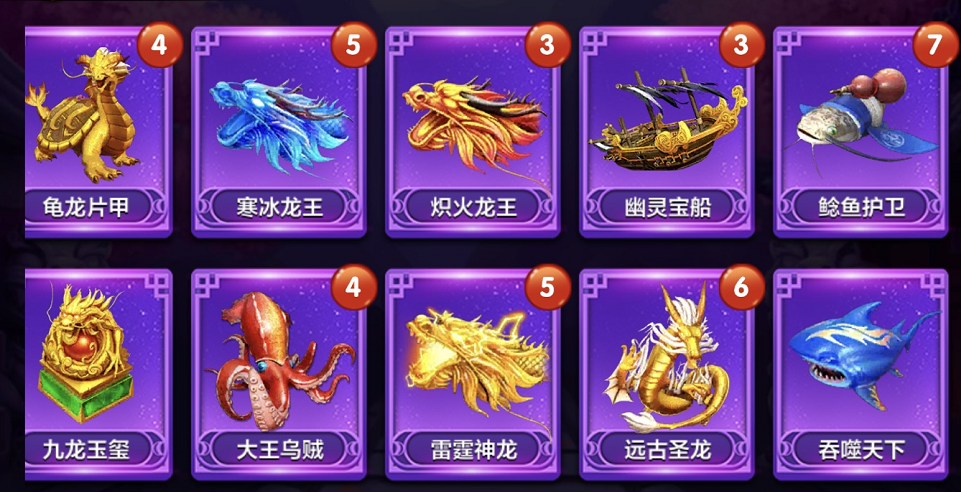 4
5
3
3
7
龟龙片甲
寒冰龙王
炽火龙王
幽灵宝船
鲶鱼护卫
4
5
6
九龙玉玺
大王乌贼
雷霆神龙
远古圣龙
吞噬天下